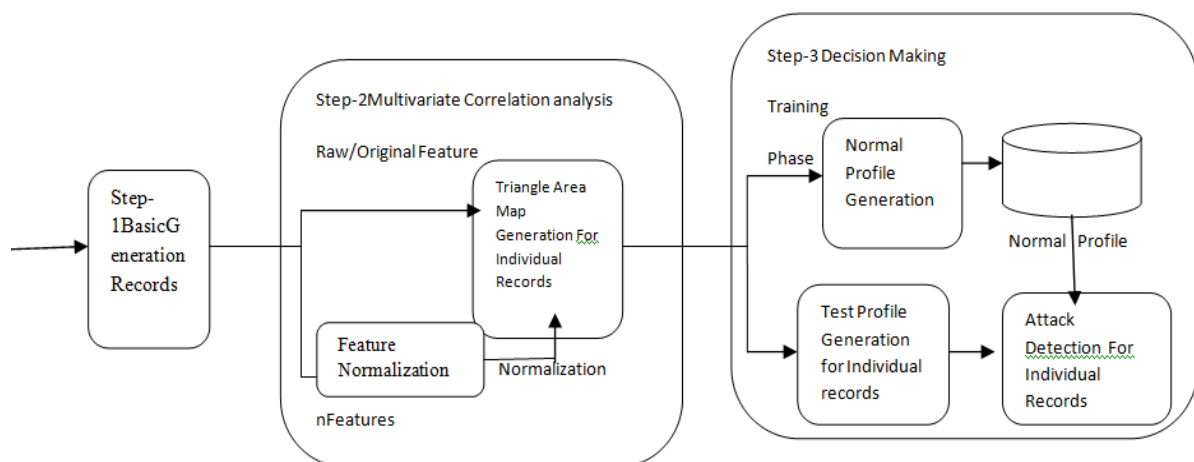 Step-
1BasicG
eneration
Records
Step-2Multivariate Correlation analysis
Raw/Original Feature
Triangle Area
Map
Generation For
Individual
Records
Feature
Normalization
Normalization
nFeatures
Step-3 Decision Making
Training
Phase
Normal
Profile
Generation
Normal Profile
Test Profile
Generation
for Individual
records
Attack
Detection For
Individual
Records